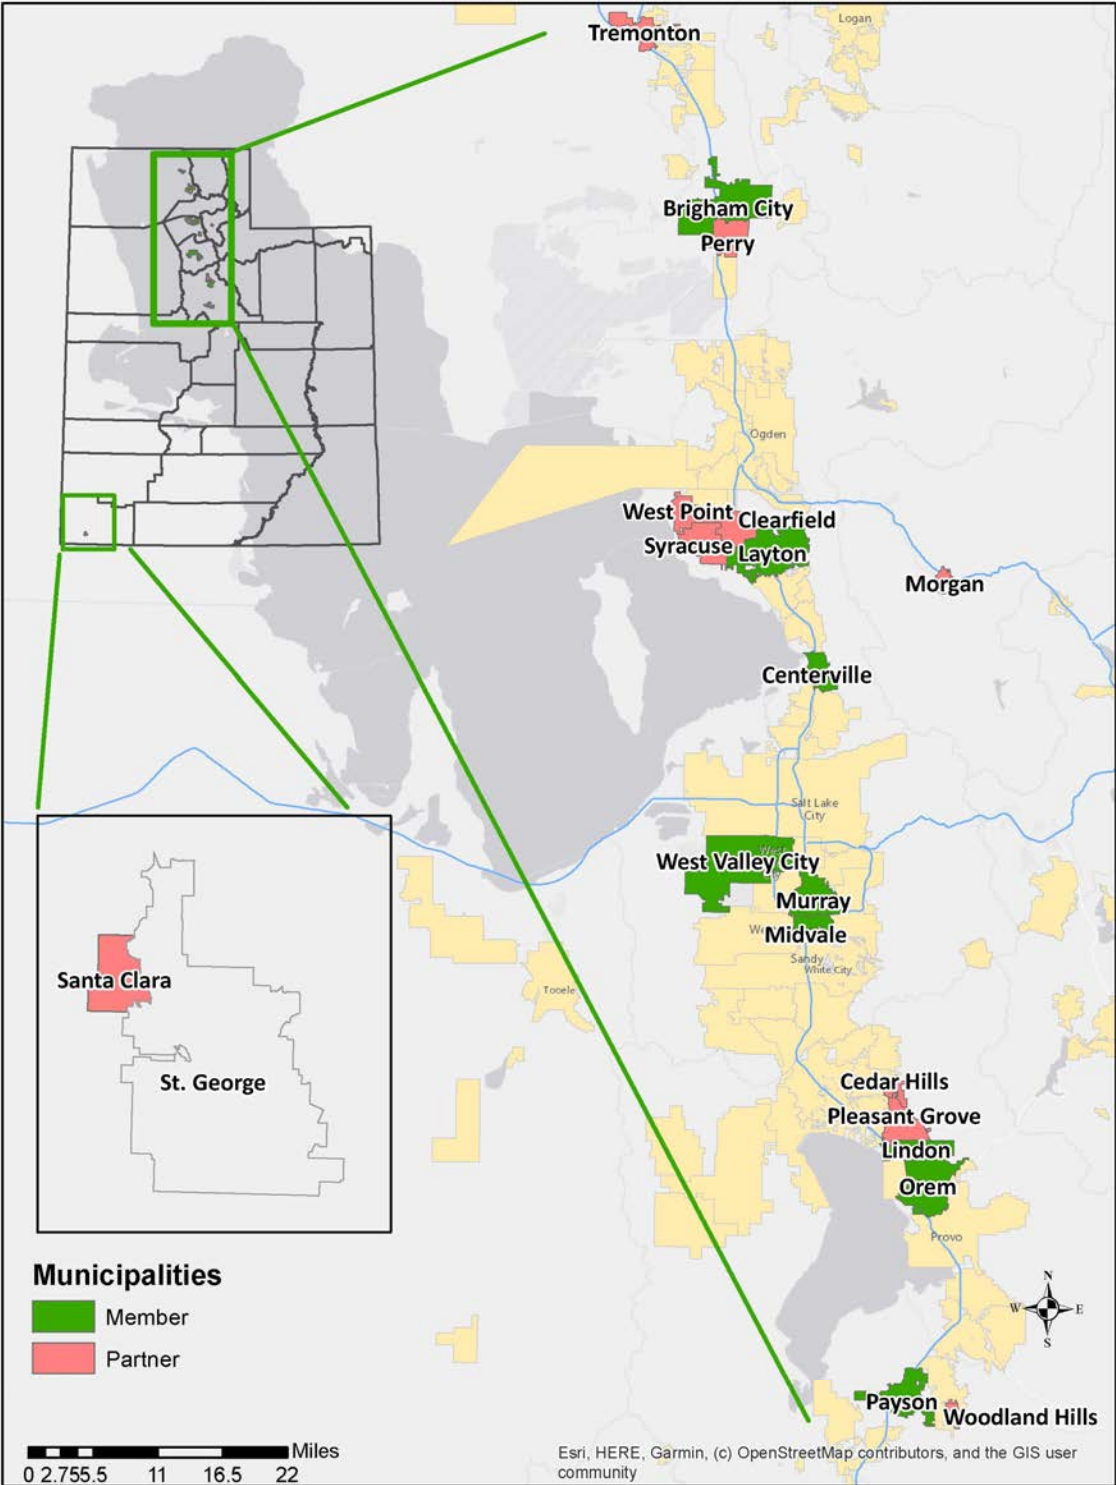 Logan
Tremonton
Brigham City
Perry
Ogden
West Point
Clearfield
Syracuse
Layton
Morgan
Centerville
Salt Lake
City
West Valley City
Murray
We
Midvale
Sandy
White City
Tooele
Santa Clara
St. George
Cedar Hills
Pleasant Grove
Lindon
Orem
Provo
Municipalities
Member
Partner
N
W
E
S
Payson
Woodland Hills
Miles
0 2.755.5 11 16.5 22
Esri, HERE, Garmin, (c) OpenStreetMap contributors, and the GIS user
community